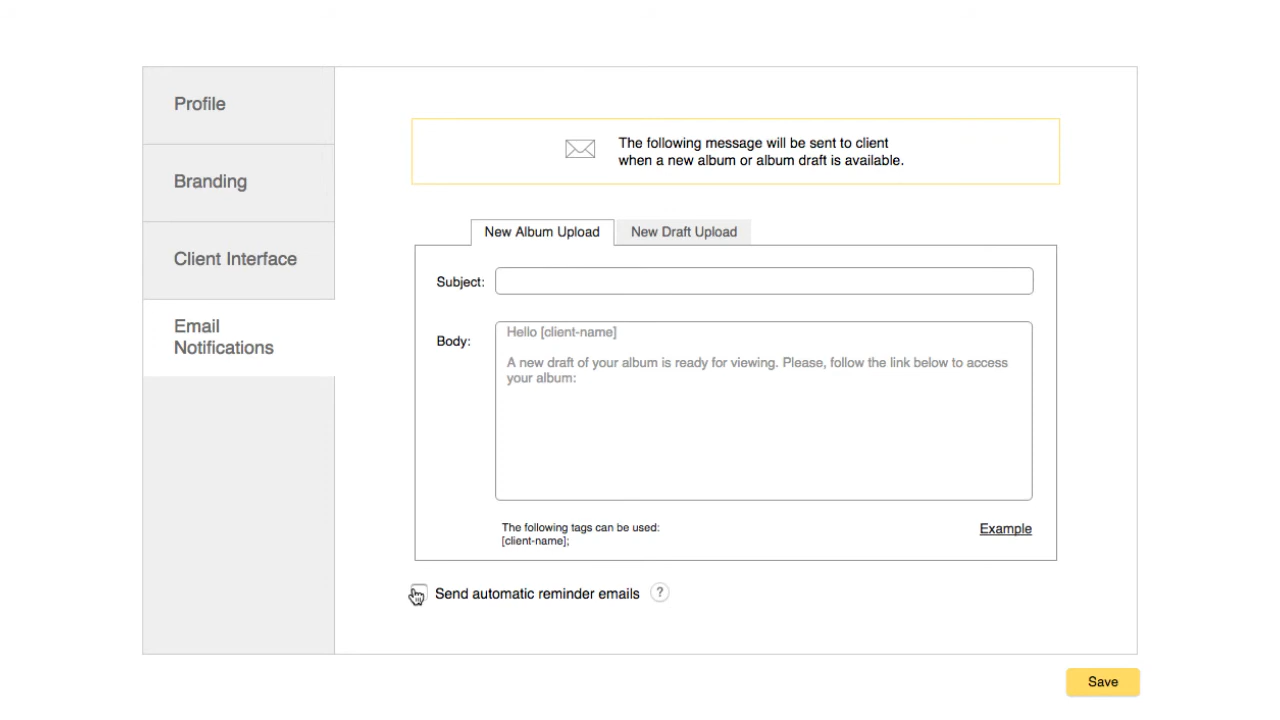 Profile
Branding
Client Interface
Email
Notifications
The following message will be sent to client
when a new album or album draft is available.
New Album Upload
New Draft Upload
Subject:
Body:
Hello [client-name]
A new draft of your album is ready for viewing. Please, follow the link below to access
your album:
The following tags can be used:
[client-name];
Example
Send automatic reminder emails
?
Save